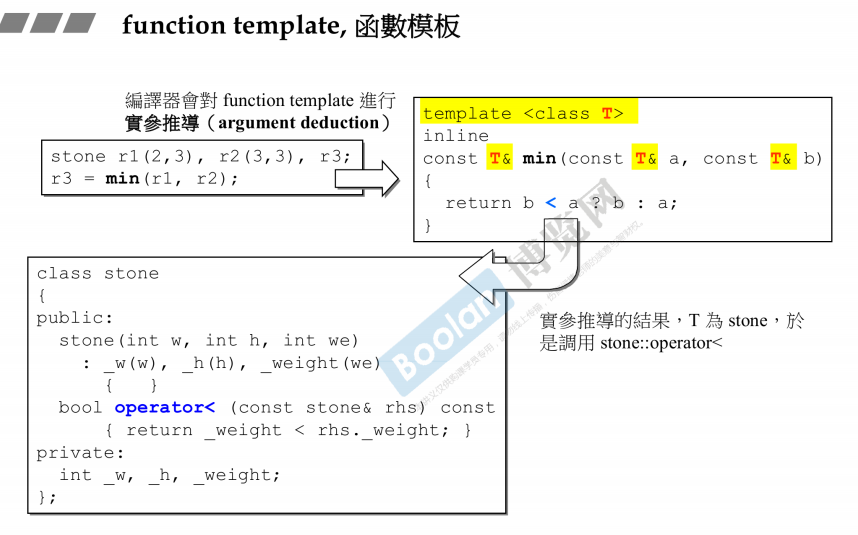 function template, 函數模板
編譯器會對 function template 進行
實參推導（argument deduction）
stone r1(2,3), r2(3,3), r3;
r3 = min(r1, r2);
template <class T>
inline
const T& min(const T& a, const T& b)
{
return b < a ? b : a;
}
class stone
{
public:
stone(int w, int h, int we)
: _w(w), _h(h), _weight(we)
{ }
bool operator< (const stone& rhs) const
{ return _weight < rhs._weight; }
private:
int _w, _h, _weight;
};
實參推導的結果，T 為 stone，於
是調用 stone::operator<
Boolan 博览网